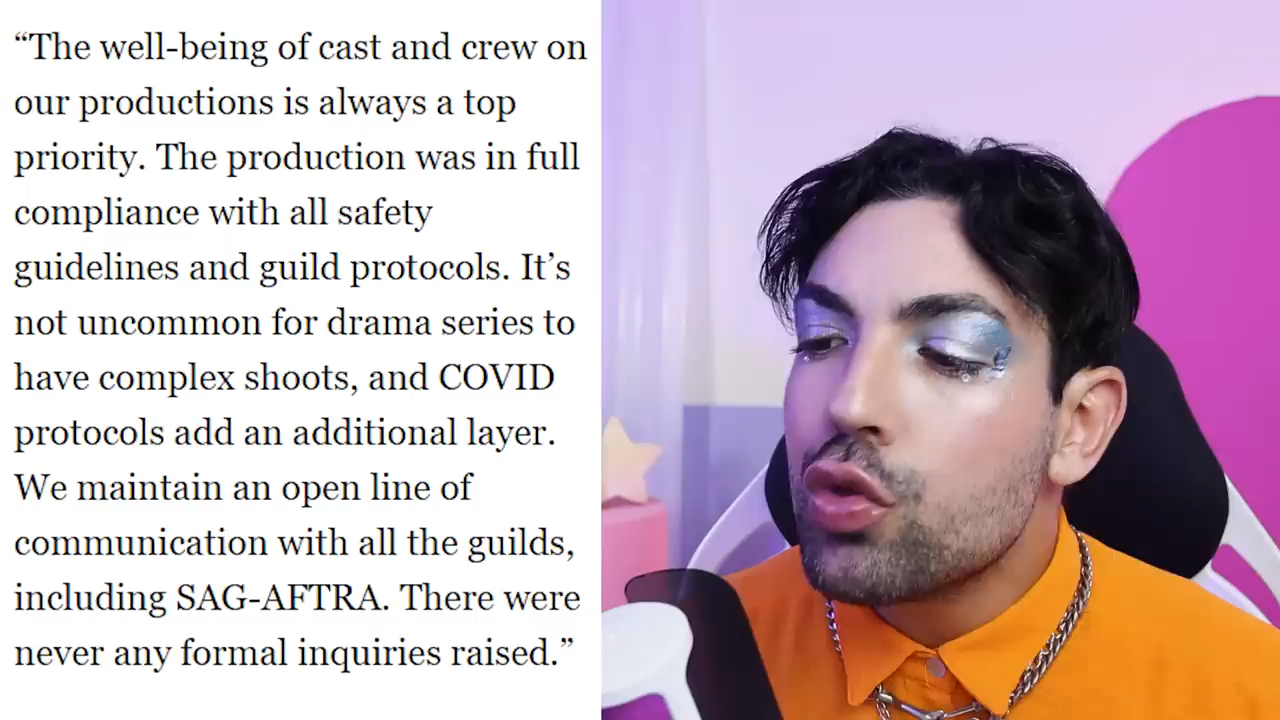 “The well-being of cast and crew on
our productions is always a top
priority. The production was in full
compliance with all safety
guidelines and guild protocols. It’s
not uncommon for drama series to
have complex shoots, and COVID
protocols add an additional layer.
We maintain an open line of
communication with all the guilds,
including SAG-AFTRA. There were
never any formal inquiries raised.”